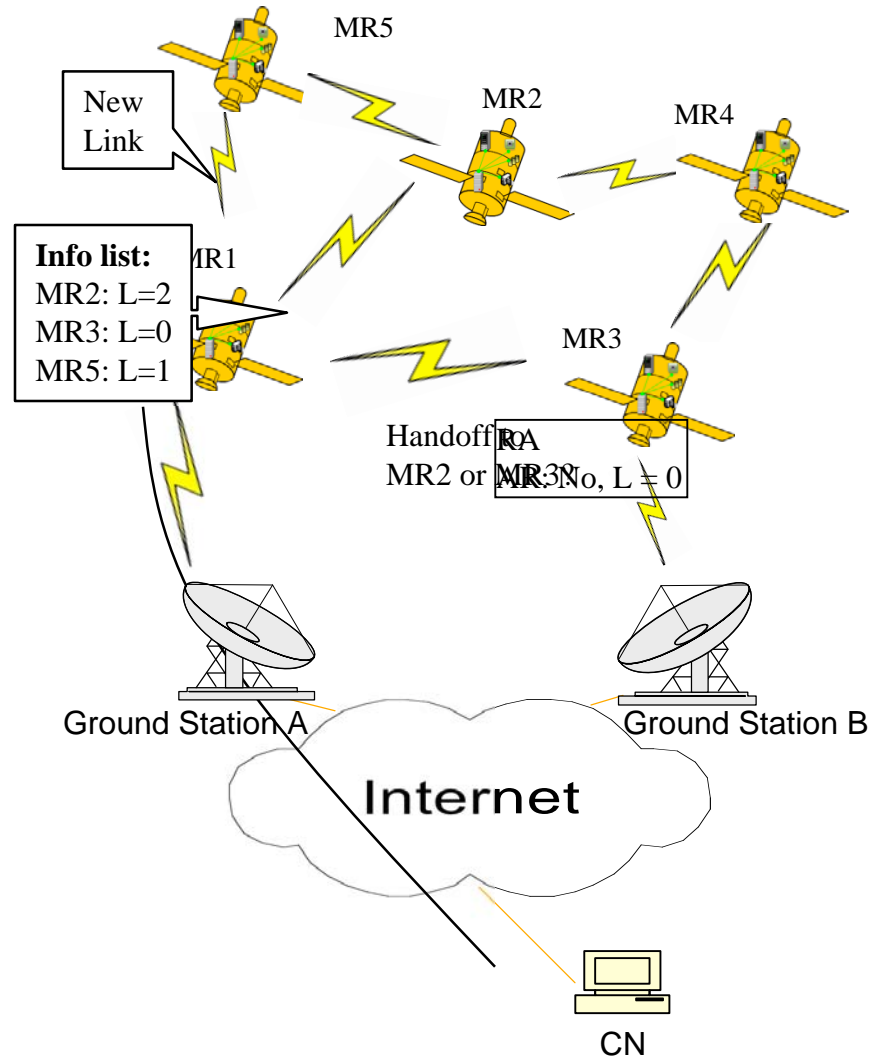 MR5
New
Link
MR2
MR4
Info list:
MR2: L=2
MR3: L=0
MR5: L=1
MR1
MR3
Handoff to
MR2 or MR3?
RA
AR: No, L = 0
Ground Station A
Ground Station B
Internet
CN